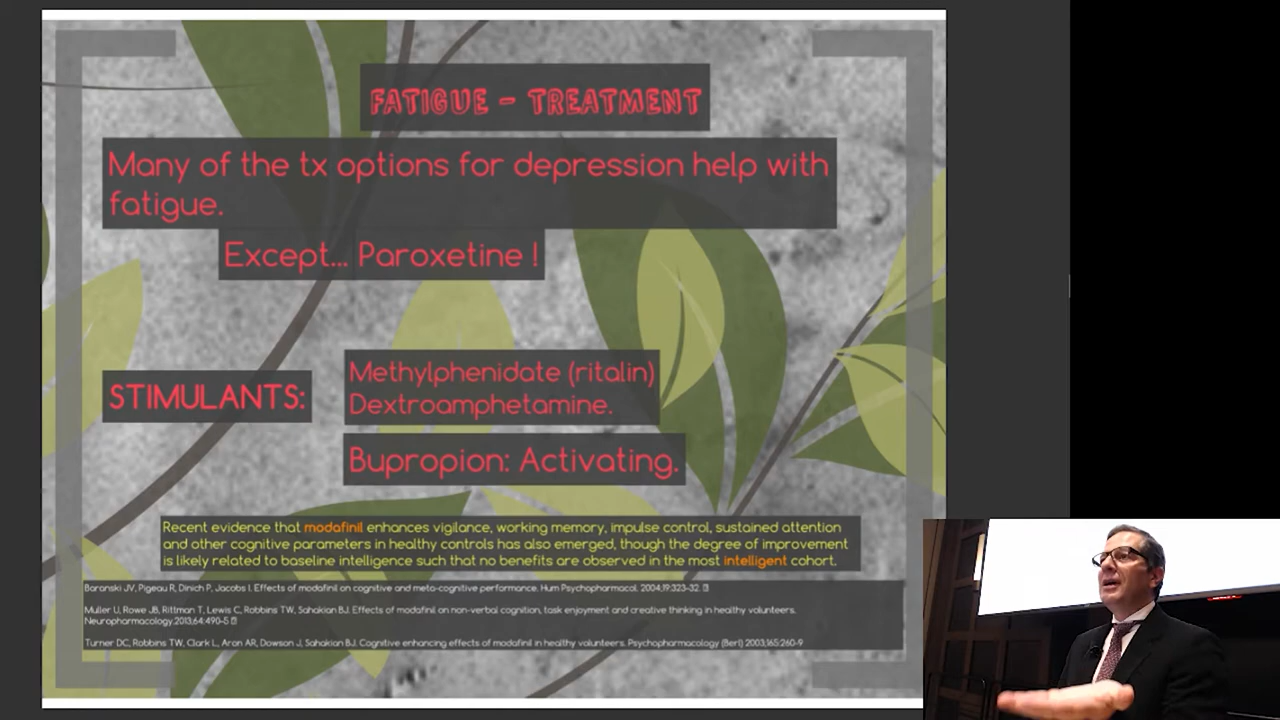 FATIGUE - TREATMENT
Many of the tx options for depression help with
fatigue.
Except... Paroxetine !
STIMULANTS:
Methylphenidate (ritalin)
Dextroamphetamine.
Bupropion: Activating.
Recent evidence that modafinil enhances vigilance, working memory, impulse control, sustained attention
and other cognitive parameters in healthy controls has also emerged, though the degree of improvement
is likely related to baseline intelligence such that no benefits are observed in the most intelligent cohort.
Baranski JV, Pigeau R, Dinich P, Jacobs I. Effects of modafinil on cognitive and meta-cognitive performance. Hum Psychopharmacol. 2004;19:323-32.
Muller U, Rowe JB, Rittman T, Lewis C, Robbins TW, Sahakian BJ. Effects of modafinil on non-verbal cognition, task enjoyment and creative thinking in healthy volunteers.
Neuropharmacology.2013;64:490-5
Turner DC, Robbins TW, Clark L, Aron AR, Dowson J, Sahakian BJ. Cognitive enhancing effects of modafinil in healthy volunteers. Psychopharmacology (Berl) 2003;165:260-9